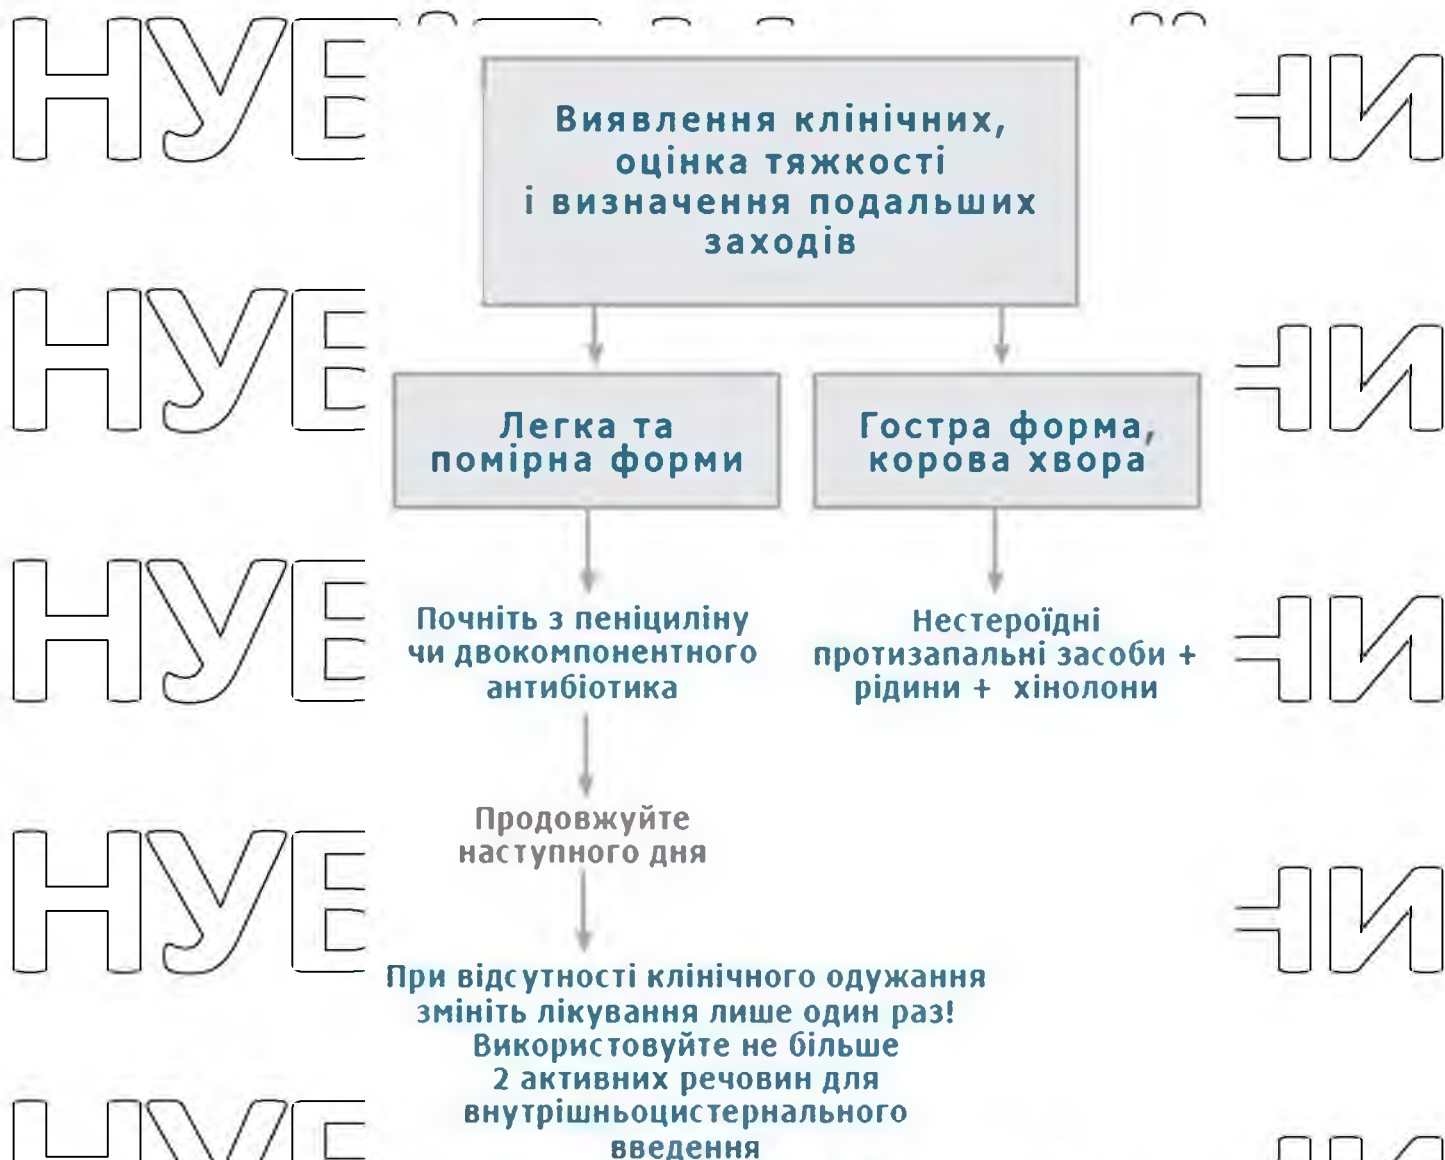 Виявлення клінічних,
оцінка тяжкості
і визначення подальших
заходів
Легка та
помірна форми
Гостра форма,
корова хвора
Почніть з пеніциліну
чи двокомпонентного
антибіотика
Нестероїдні
протизапальні засоби +
рідини + хінолони
Продовжуйте
наступного дня
При відсутності клінічного одужання
змініть лікування лише один раз!
Використовуйте не більше
2 активних речовин для
внутрішньоцистернального
введення